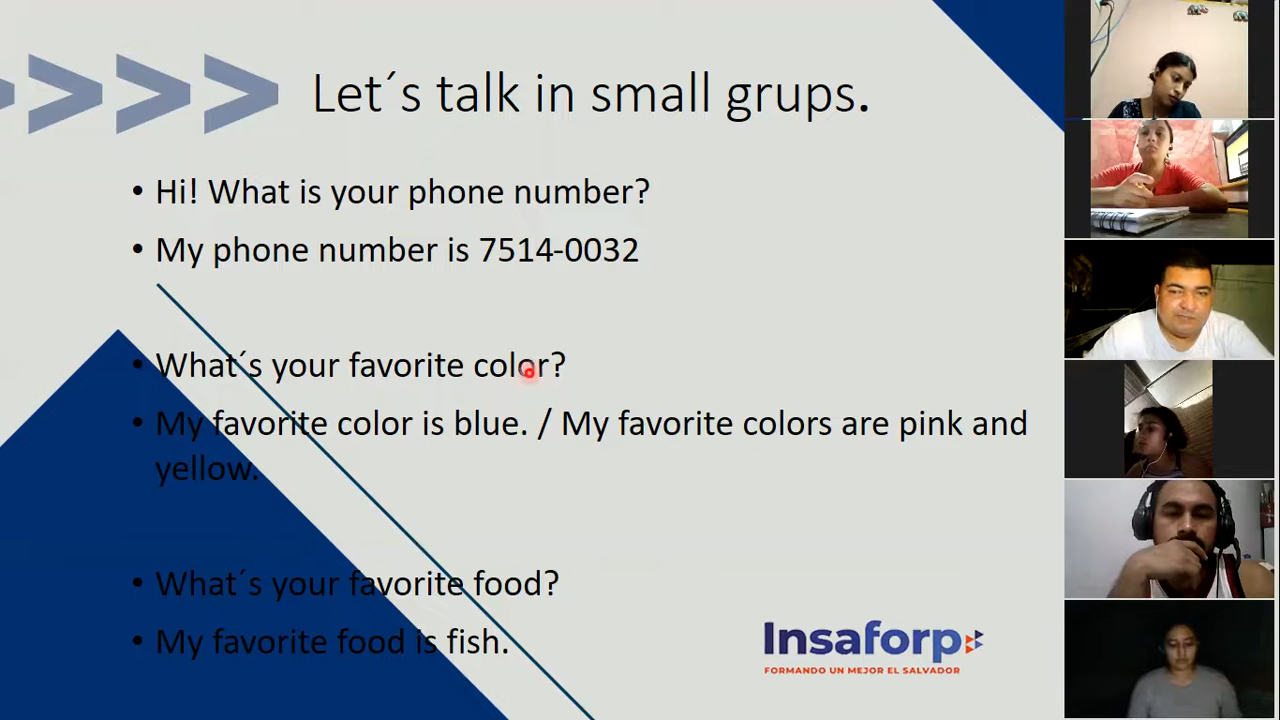 Let´s talk in small grups.
• Hi! What is your phone number?
• My phone number is 7514-0032
• What´s your favorite color?
• My favorite color is blue. / My favorite colors are pink and
yellow.
• What´s your favorite food?
• My favorite food is fish.
Insaforp
FORMANDO UN MEJOR EL SALVADOR